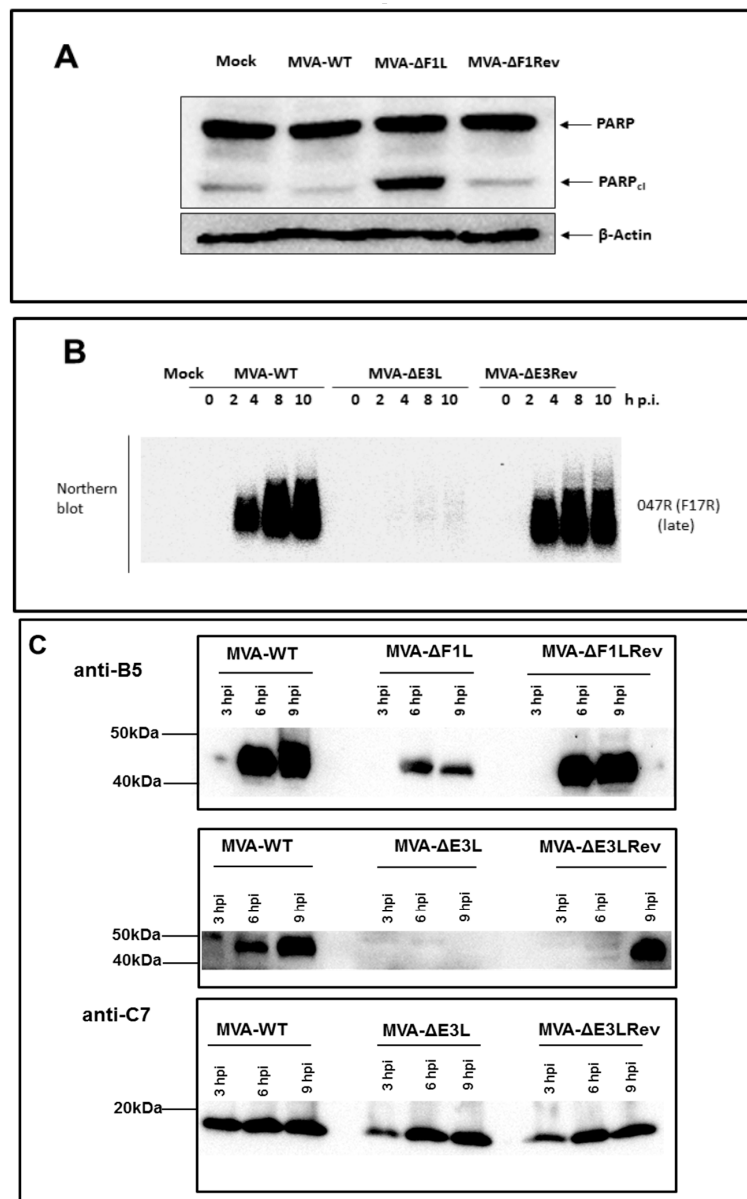 A
Mock MVA-WT MVA-ΔF1L MVA-ΔF1Rev
PARP
PARPcl
β-Actin
B
Mock MVA-WT MVA-ΔE3L MVA-ΔE3Rev
0 2 4 8 10 0 2 4 8 10 0 2 4 8 10 h p.i.
Northern
blot
047R (F17R)
(late)
C
anti-B5
MVA-WT MVA-ΔF1L MVA-ΔF1LRev
3 hpi 6 hpi 9 hpi 3 hpi 6 hpi 9 hpi 3 hpi 6 hpi 9 hpi
50kDa
40kDa
MVA-WT MVA-ΔE3L MVA-ΔE3LRev
3 hpi 6 hpi 9 hpi 3 hpi 6 hpi 9 hpi 3 hpi 6 hpi 9 hpi
50kDa
40kDa
anti-C7
MVA-WT MVA-ΔE3L MVA-ΔE3LRev
3 hpi 6 hpi 9 hpi 3 hpi 6 hpi 9 hpi 3 hpi 6 hpi 9 hpi
20kDa